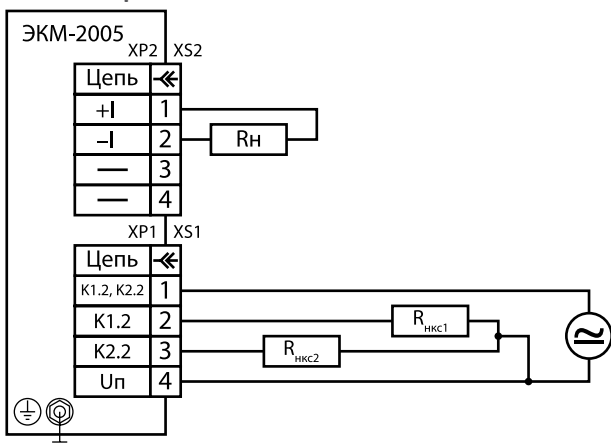 ЭКМ-2005
XP2 XS2
Цепь
+I 1
–I 2
— 3
— 4
Rн
XP1 XS1
Цепь
K1.2, K2.2 1
K1.2 2
K2.2 3
Uп 4
Rнкс1
Rнкс2